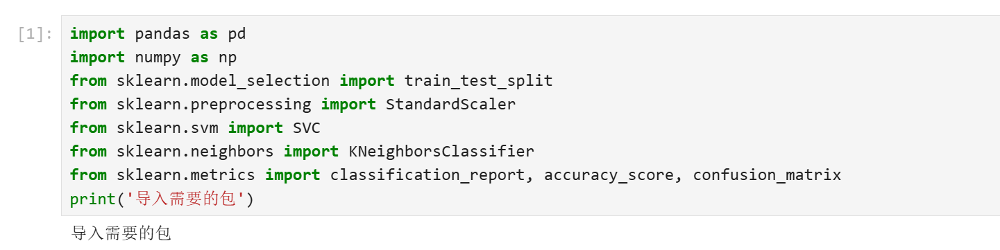 [1]:
import pandas as pd
import numpy as np
from sklearn.model_selection import train_test_split
from sklearn.preprocessing import StandardScaler
from sklearn.svm import SVC
from sklearn.neighbors import KNeighborsClassifier
from sklearn.metrics import classification_report, accuracy_score, confusion_matrix
print('导入需要的包')
导入需要的包